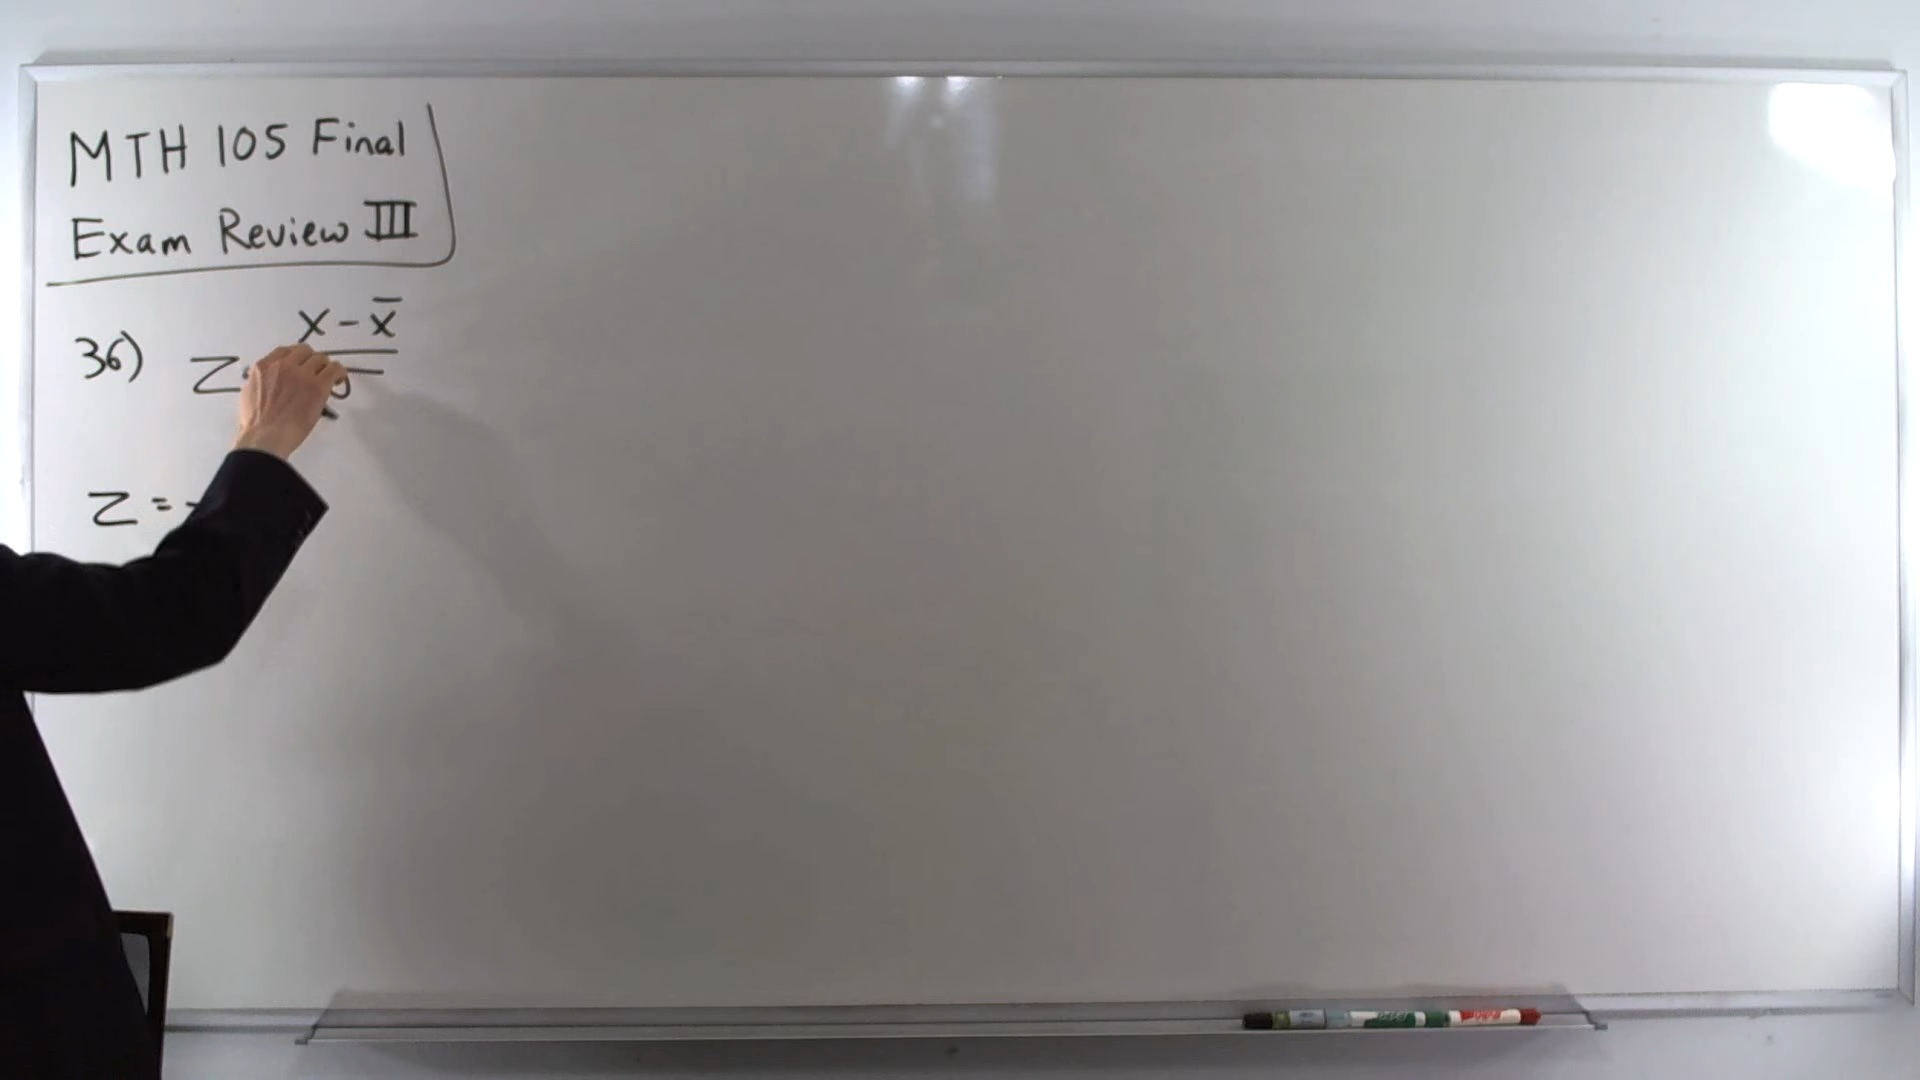 MTH 105 Final
Exam Review III
36) Z x - x̄
Z = -